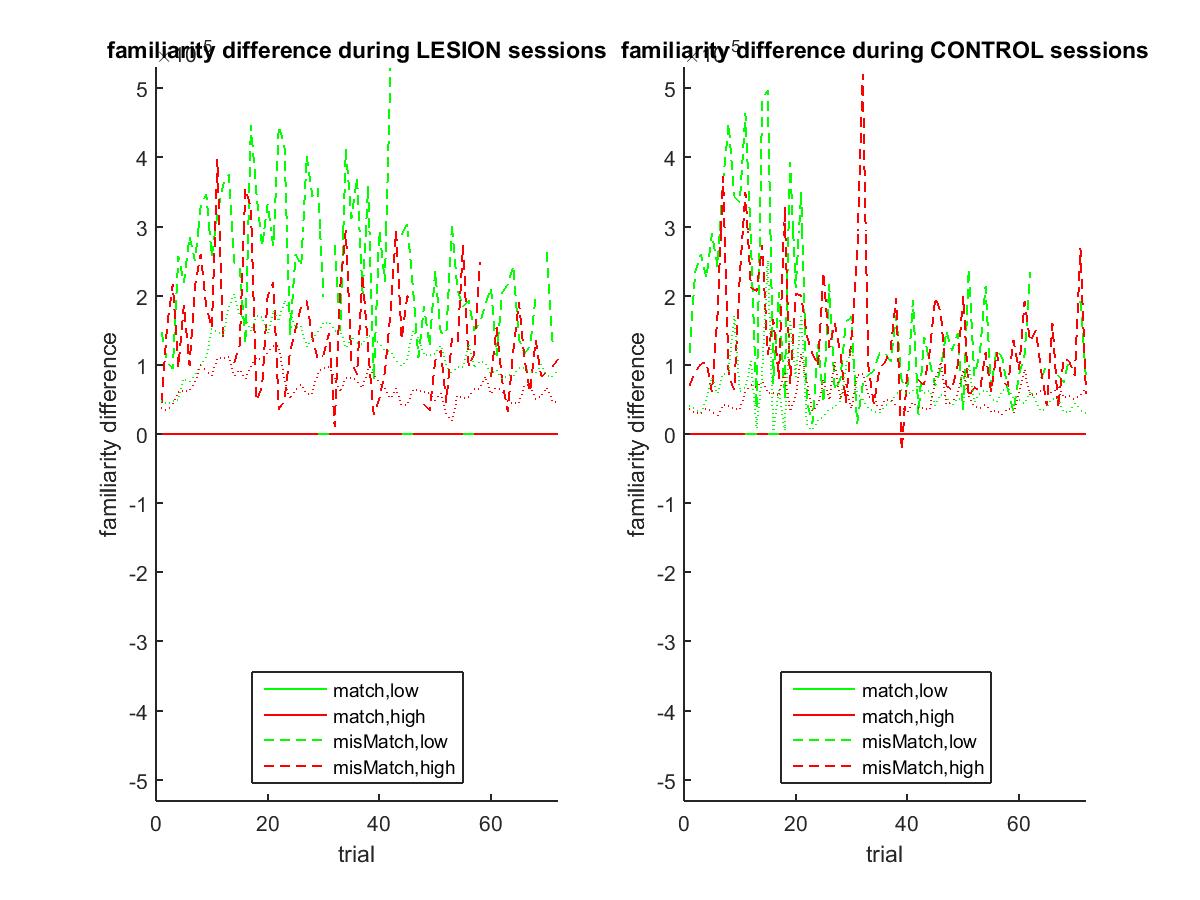 familiarity difference during LESION sessions
familiarity difference
5
4
3
2
1
0
-1
-2
-3
-4
-5
match,low
match,high
misMatch,low
misMatch,high
0 20 40 60
trial
familiarity difference during CONTROL sessions
familiarity difference
5
4
3
2
1
0
-1
-2
-3
-4
-5
match,low
match,high
misMatch,low
misMatch,high
0 20 40 60
trial